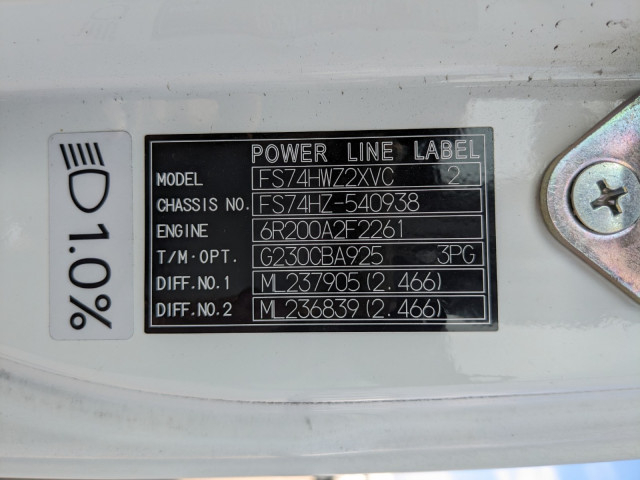 POWER LINE LABEL
MODEL FS74HWZ2XVC 2
CHASSIS NO. FS74HZ-540938
ENGINE 6R200A2F2261
T/M·OPT. G230CBA925 3PG
DIFF.NO.1 ML237905(2.466)
DIFF.NO.2 ML236839(2.466)
1.0%